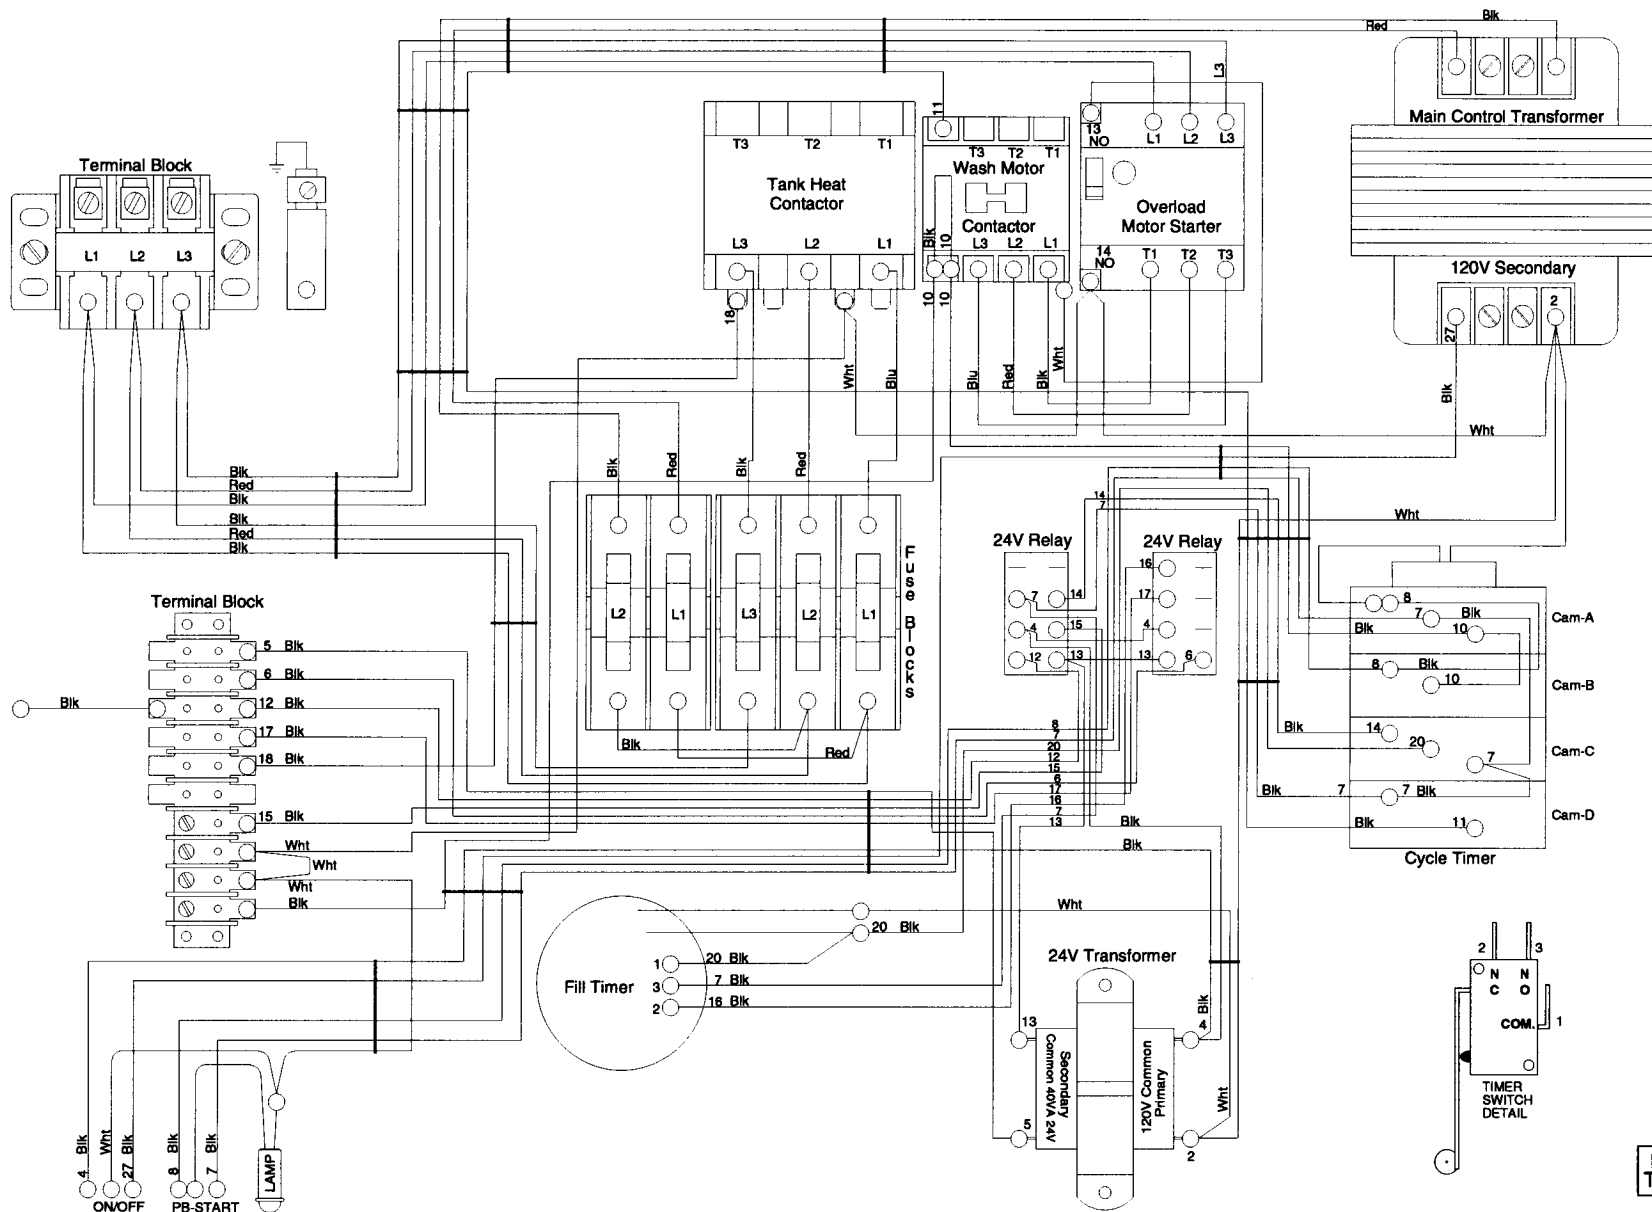 Blk
Red
L3
11
13
NO
L1 L2 L3
Main Control Transformer
T3 T2 T1
T3 T2 T1
Wash Motor
Terminal Block
Tank Heat
Contactor
Overload
Motor Starter
Blk
10
Contactor
L1 L2 L3
L3 L2 L1
L3 L2 L1
14
NO
T1 T2 T3
120V Secondary
27
2
18
10
10
Wht
Blu
Blu
Red
Blk
Wht
Blk
Wht
Blk
Red
Blk
Blk
Red
Blk
Blk
Red
Blk
Red
14
7
Wht
24V Relay
24V Relay
Fuse Blocks
L2 L1 L3 L2 L1
16
7
14
17
4
15
4
12
13
13
6
8
7
Blk
Blk
10
Cam-A
8
Blk
10
Cam-B
Blk
14
20
7
Cam-C
7
7 Blk
Blk
11
Cam-D
Cycle Timer
Terminal Block
5 Blk
6 Blk
Blk
12 Blk
17 Blk
18 Blk
15 Blk
Wht
Wht
Wht
Blk
Blk
Red
8
7
20
12
15
6
17
16
7
13
Blk
Blk
Wht
20 Blk
Fill Timer
1
20 Blk
3
7 Blk
2
16 Blk
24V Transformer
13
5
Secondary
Common 40VA 24V
120V Common
Primary
Blk
4
Wht
2
2
3
N
C
N
O
COM.
1
TIMER
SWITCH
DETAIL
4
Blk
Wht
27
Blk
8
Blk
7
Blk
LAMP
ON/OFF
PB-START
T